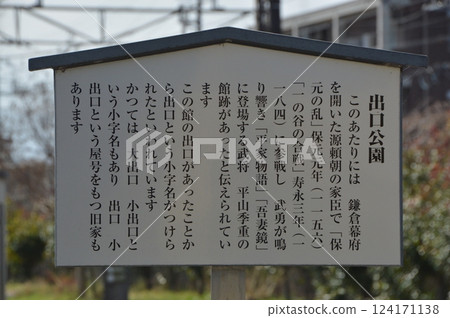 出口公園
このあたりには　鎌倉幕府
を開いた源頼朝の家臣で「保
元の乱」保元元年（一一五六）
「一の谷の合戦」寿永三年（一
一八四）に参戦し　武勇が鳴
り響き「平家物語」「吾妻鏡」
に登場する武将　平山季重の
館跡があったと伝えられてい
ます
この館の出口があったことか
ら出口という小字名がつけら
れたといわれています
かつては　大出口　小出口と
いう小字名もあり　出口　小
出口という屋号をもつ旧家も
あります
124171138